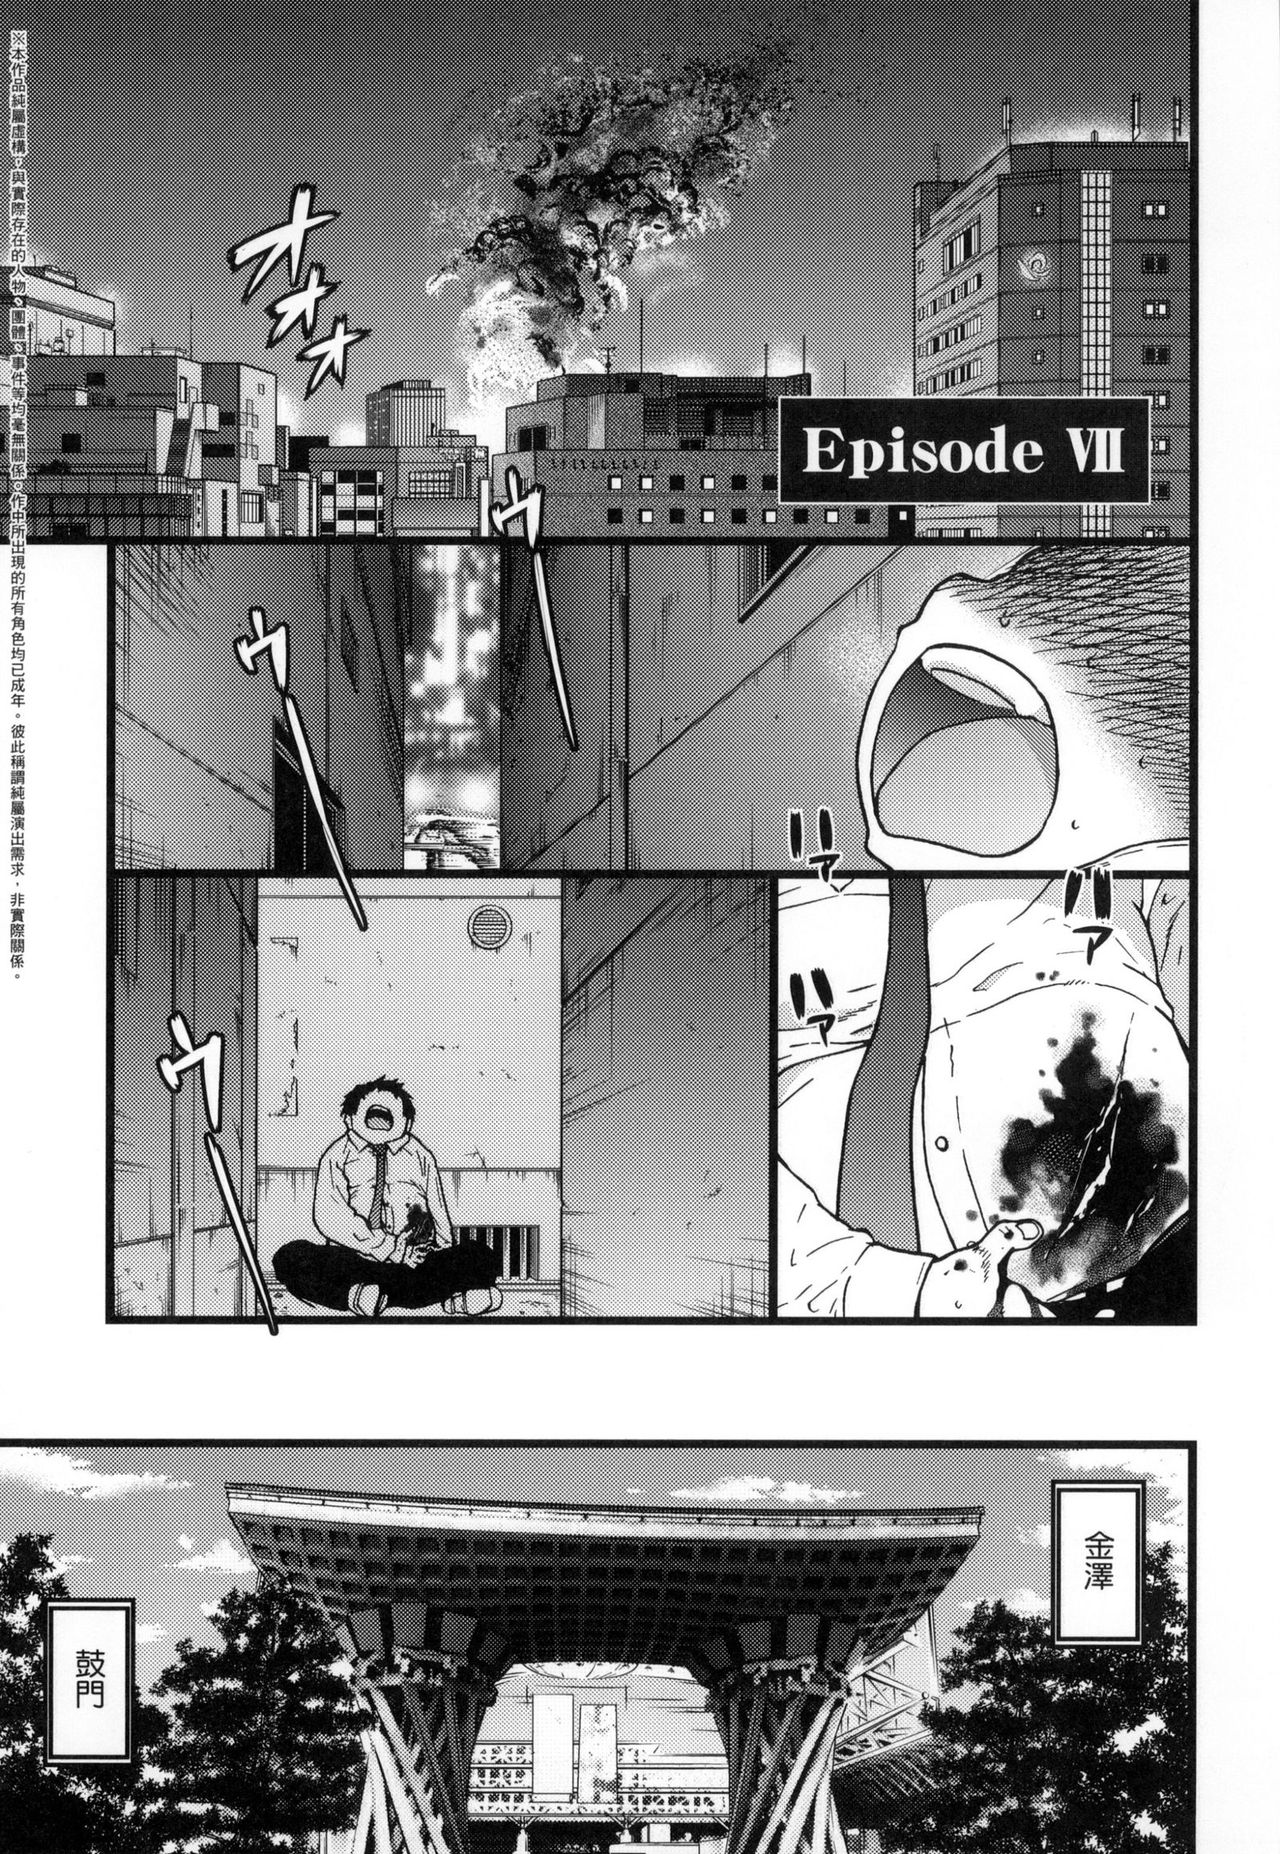 ※本作品純屬虛構，與實際存在的人物、團體、事件等均毫無關係。作中所出現的所有角色均已成年。彼此稱謂純屬演出需求，非實際關係。
オオオ
Episode Ⅶ
ウゥ
ウゥ
ウゥ
ハァ
ハァ
ハァ
金澤
鼓門